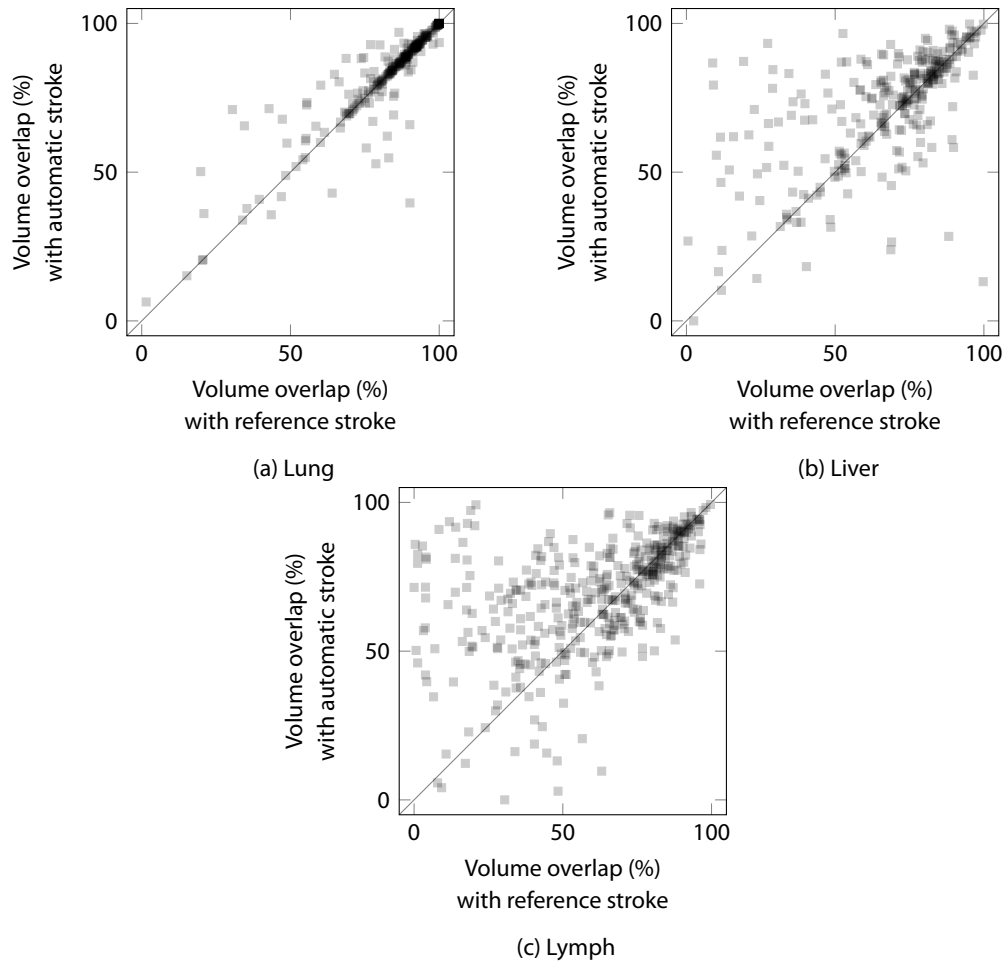 100
50
0
Volume overlap (%)
with automatic stroke
0
50
100
Volume overlap (%)
with reference stroke
(a) Lung
100
50
0
Volume overlap (%)
with automatic stroke
0
50
100
Volume overlap (%)
with reference stroke
(b) Liver
100
50
0
Volume overlap (%)
with automatic stroke
0
50
100
Volume overlap (%)
with reference stroke
(c) Lymph